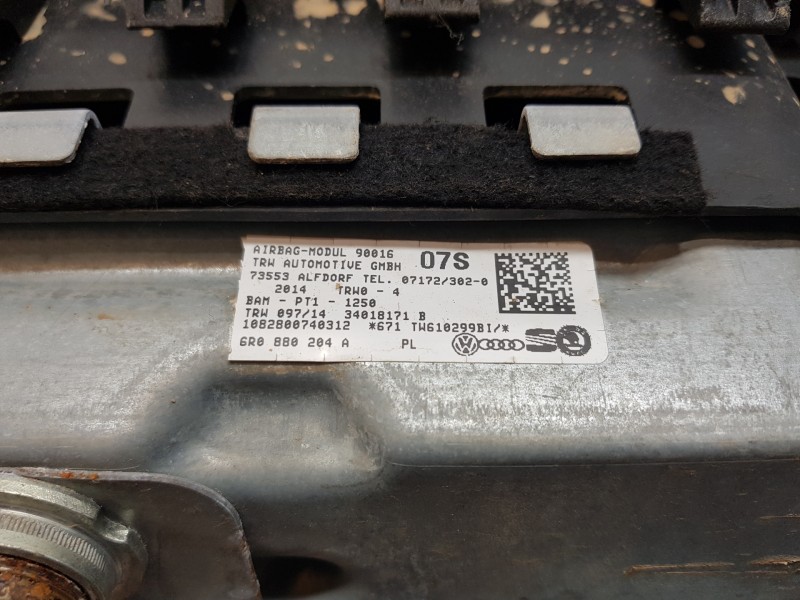 AIRBAG-MODUL 90016 07S
TRW AUTOMOTIVE GMBH
73553 ALFDORF TEL. 07172/302-0
2014 TRW0 - 4
BAM - PT1 - 1250
TRW 097/14 34018171 B
1082800740312 *671 TW610299BI/*
6R0 880 204 A PL